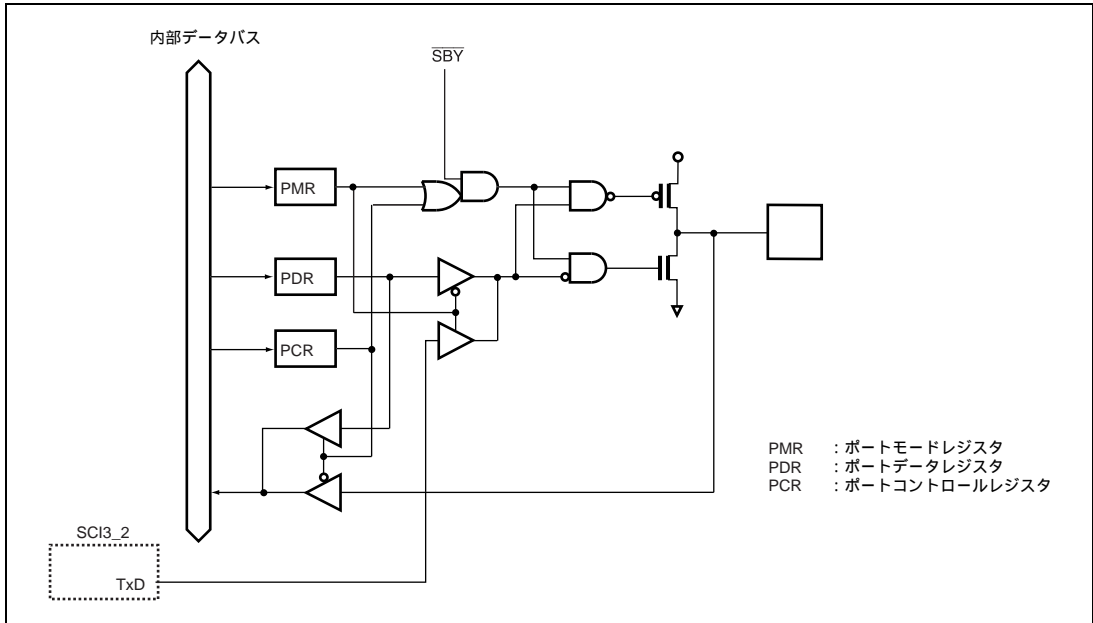 内部データバス
SBY
PMR
PDR
PCR
PMR :ポートモードレジスタ
PDR :ポートデータレジスタ
PCR :ポートコントロールレジスタ
SCI3_2
TxD